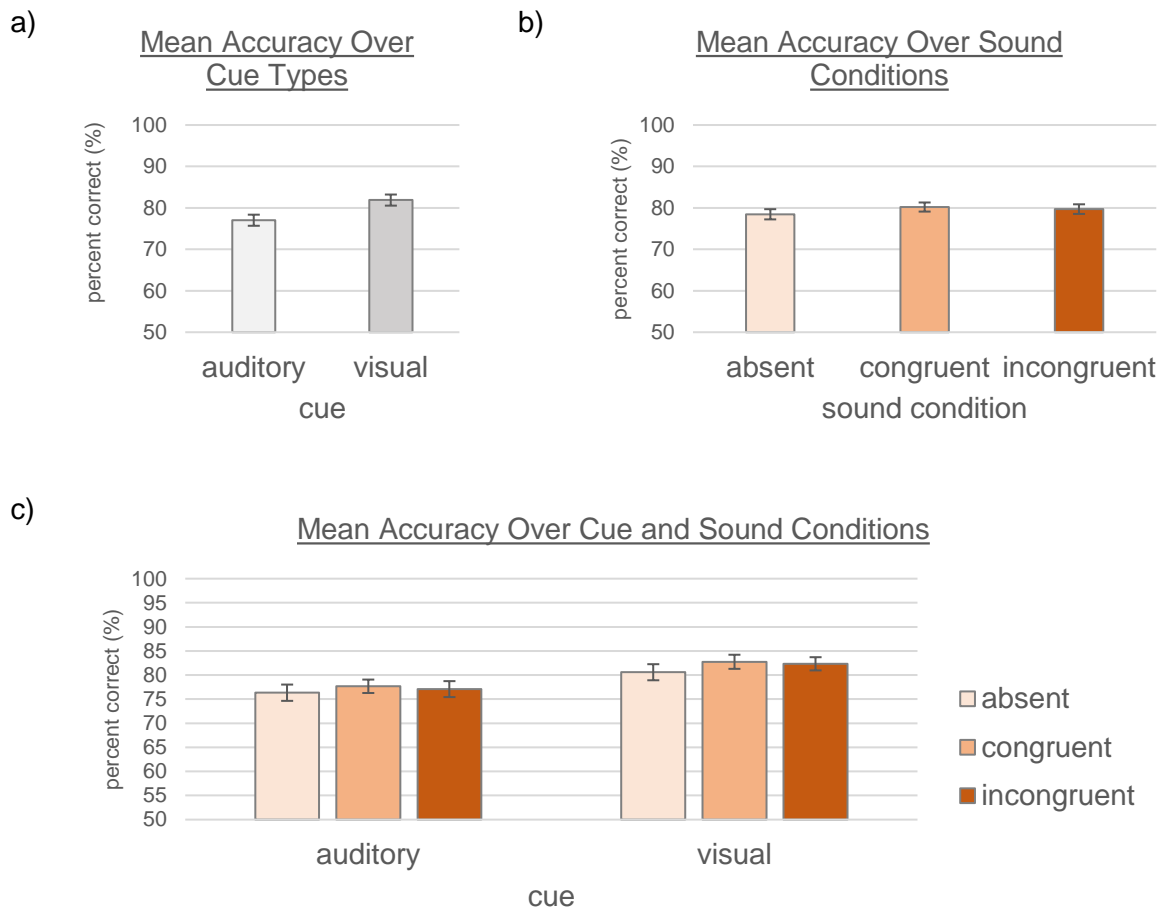 a)
Mean Accuracy Over
Cue Types
percent correct (%)
100
90
80
70
60
50
auditory visual
cue
b)
Mean Accuracy Over Sound
Conditions
percent correct (%)
100
90
80
70
60
50
absent congruent incongruent
sound condition
c)
Mean Accuracy Over Cue and Sound Conditions
percent correct (%)
100
95
90
85
80
75
70
65
60
55
50
auditory visual
cue
absent
congruent
incongruent